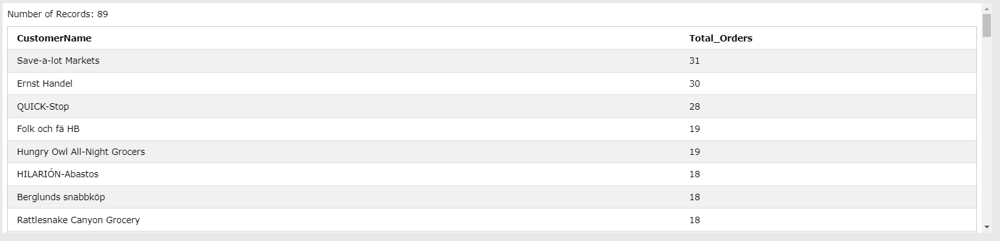 Number of Records: 89
CustomerName Total_Orders
Save-a-lot Markets 31
Ernst Handel 30
QUICK-Stop 28
Folk och fä HB 19
Hungry Owl All-Night Grocers 19
HILARIÓN-Abastos 18
Berglunds snabbköp 18
Rattlesnake Canyon Grocery 18